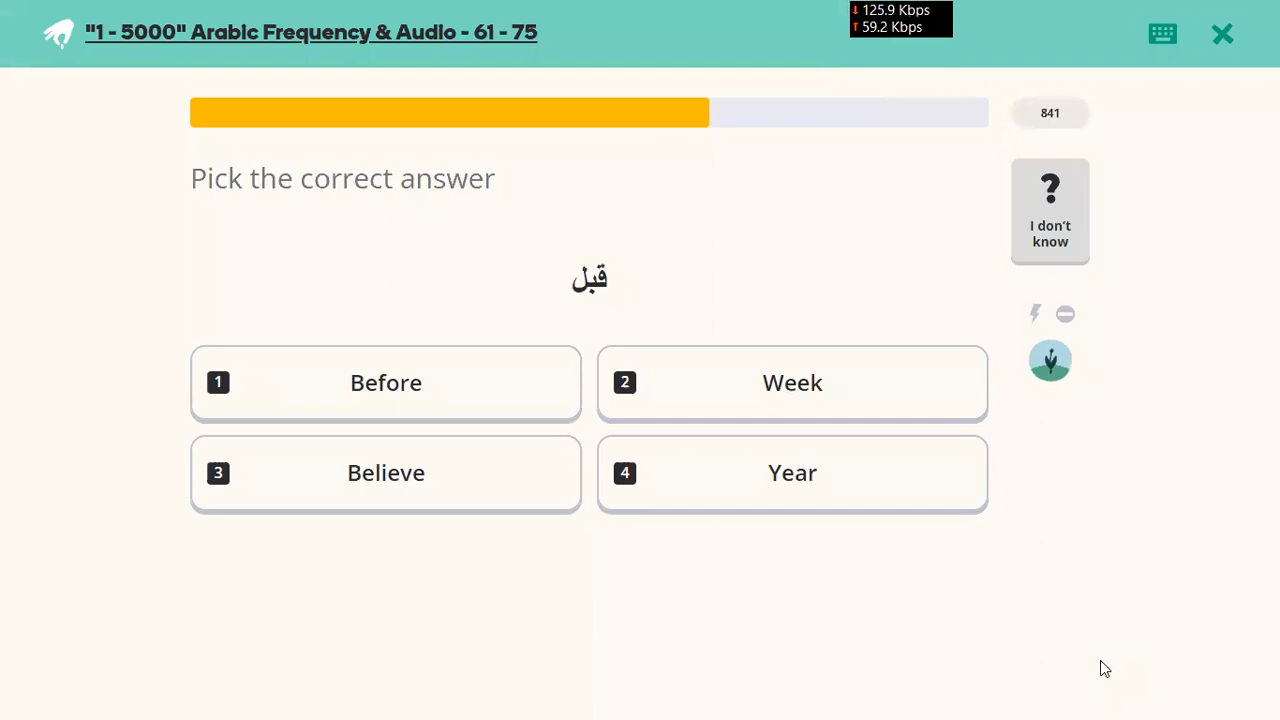 "1 - 5000" Arabic Frequency & Audio - 61 - 75
↓ 125.9 Kbps
↑ 59.2 Kbps
841
Pick the correct answer
?
I don't
know
قبل
1 Before
2 Week
3 Believe
4 Year